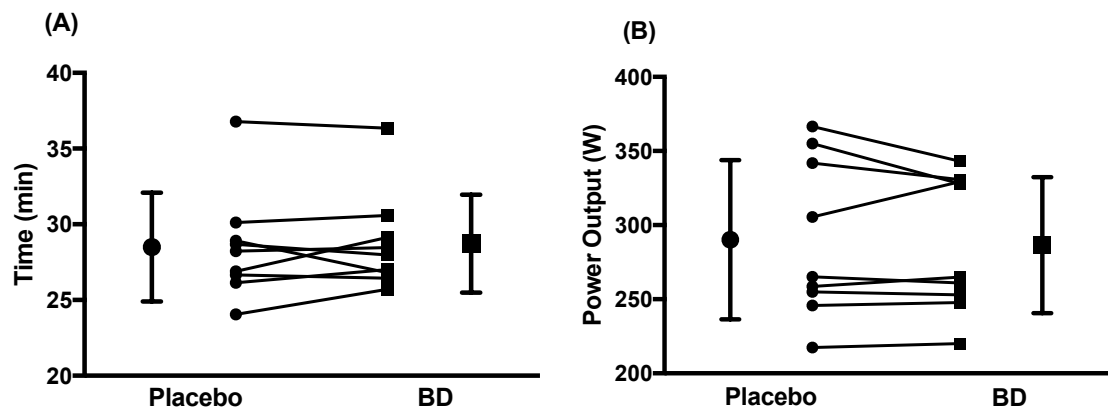 (A)
Time (min)
40
35
30
25
20
Placebo
BD
(B)
Power Output (W)
400
350
300
250
200
Placebo
BD